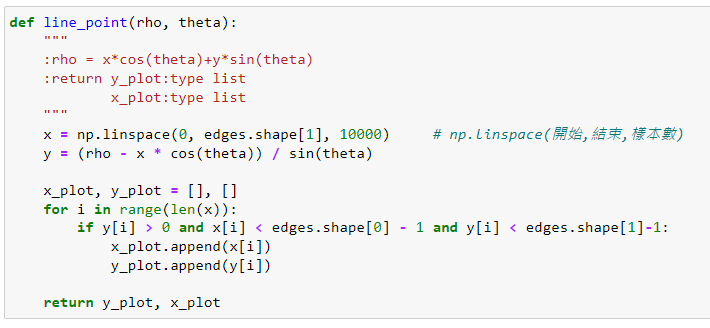 def line_point(rho, theta):
    """
    :rho = x*cos(theta)+y*sin(theta)
    :return y_plot:type list
            x_plot:type list
    """
    x = np.linspace(0, edges.shape[1], 10000)     # np.linspace(開始,結束,樣本數)
    y = (rho - x * cos(theta)) / sin(theta)

    x_plot, y_plot = [], []
    for i in range(len(x)):
        if y[i] > 0 and x[i] < edges.shape[0] - 1 and y[i] < edges.shape[1]-1:
            x_plot.append(x[i])
            y_plot.append(y[i])

    return y_plot, x_plot